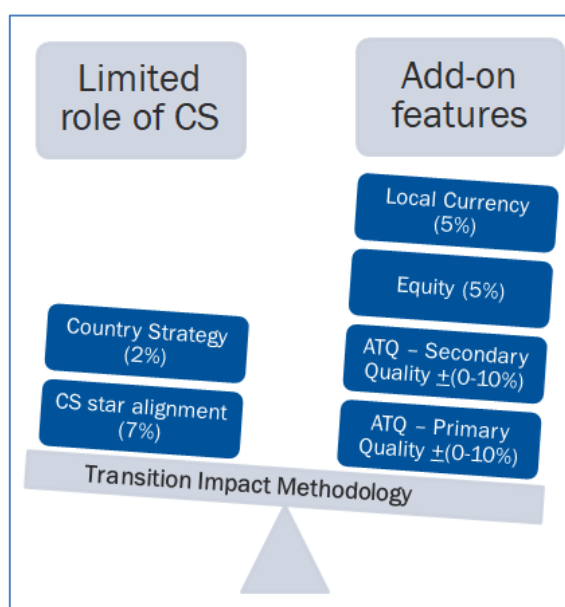 Limited
role of CS
Add-on
features
Local Currency
(5%)
Equity (5%)
Country Strategy
(2%)
ATQ – Secondary
Quality ±(0-10%)
CS star alignment
(7%)
ATQ – Primary
Quality ±(0-10%)
Transition Impact Methodology